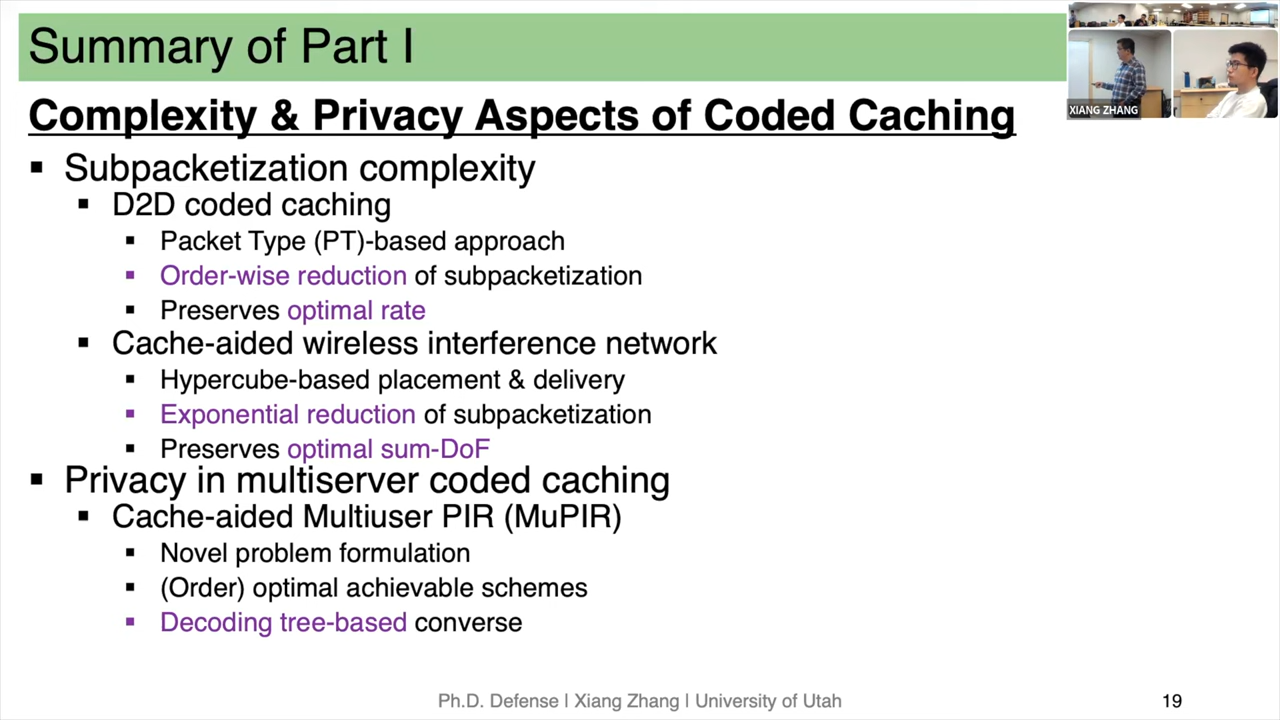 Summary of Part I
XIANG ZHANG
Complexity & Privacy Aspects of Coded Caching
▪ Subpacketization complexity
▪ D2D coded caching
▪ Packet Type (PT)-based approach
▪ Order-wise reduction of subpacketization
▪ Preserves optimal rate
▪ Cache-aided wireless interference network
▪ Hypercube-based placement & delivery
▪ Exponential reduction of subpacketization
▪ Preserves optimal sum-DoF
▪ Privacy in multiserver coded caching
▪ Cache-aided Multiuser PIR (MuPIR)
▪ Novel problem formulation
▪ (Order) optimal achievable schemes
▪ Decoding tree-based converse
Ph.D. Defense | Xiang Zhang | University of Utah
19